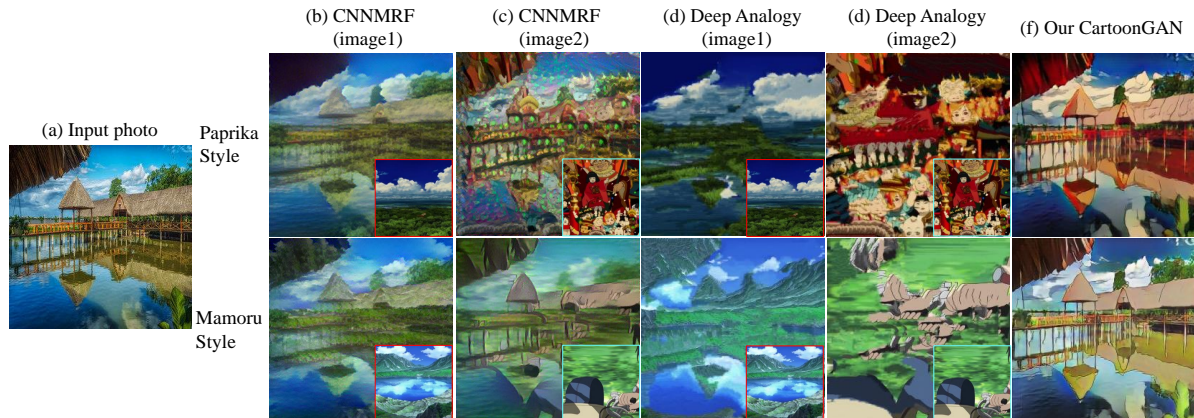 (b) CNNMRF
(image1)
(c) CNNMRF
(image2)
(d) Deep Analogy
(image1)
(d) Deep Analogy
(image2)
(f) Our CartoonGAN
(a) Input photo
Paprika
Style
Mamoru
Style